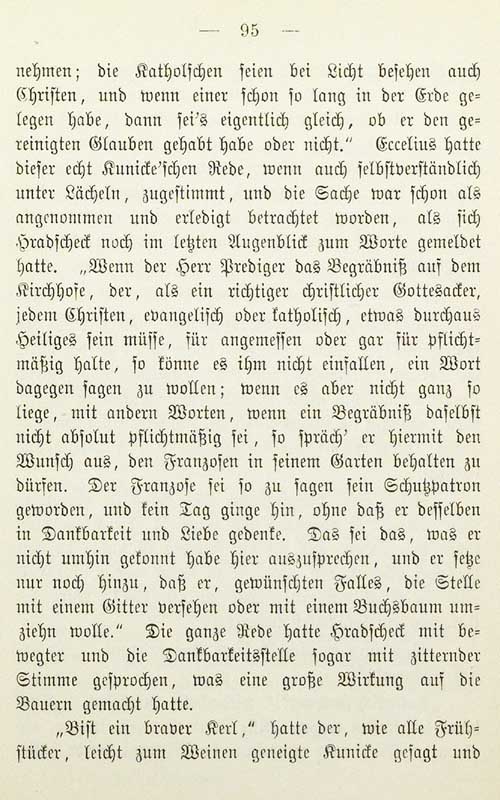 — 95 —
nehmen; die Katholschen seien bei Licht besehen auch
Christen, und wenn einer schon so lang in der Erde ge-
legen habe, dann sei's eigentlich gleich, ob er den ge-
reinigten Glauben gehabt habe oder nicht.“ Eccelius hatte
dieser echt Kunicke'schen Rede, wenn auch selbstverständlich
unter Lächeln, zugestimmt, und die Sache war schon als
angenommen und erledigt betrachtet worden, als sich
Hradscheck noch im letzten Augenblick zum Worte gemeldet
hatte. „Wenn der Herr Prediger das Begräbniß auf dem
Kirchhofe, der, als ein richtiger christlicher Gottesacker,
jedem Christen, evangelisch oder katholisch, etwas durchaus
Heiliges sein müsse, für angemessen oder gar für pflicht-
mäßig halte, so könne es ihm nicht einfallen, ein Wort
dagegen sagen zu wollen; wenn es aber nicht ganz so
liege, mit andern Worten, wenn ein Begräbniß daselbst
nicht absolut pflichtmäßig sei, so spräch' er hiermit den
Wunsch aus, den Franzosen in seinem Garten behalten zu
dürfen. Der Franzose sei so zu sagen sein Schutzpatron
geworden, und kein Tag ginge hin, ohne daß er desselben
in Dankbarkeit und Liebe gedenke. Das sei das, was er
nicht umhin gekonnt habe hier auszusprechen, und er setze
nur noch hinzu, daß er, gewünschten Falles, die Stelle
mit einem Gitter versehen oder mit einem Buchsbaum um-
ziehn wolle.“ Die ganze Rede hatte Hradscheck mit be-
wegter und die Dankbarkeitsstelle sogar mit zitternder
Stimme gesprochen, was eine große Wirkung auf die
Bauern gemacht hatte.
„Bist ein braver Kerl,“ hatte der, wie alle Früh-
stücker, leicht zum Weinen geneigte Kunicke gesagt und